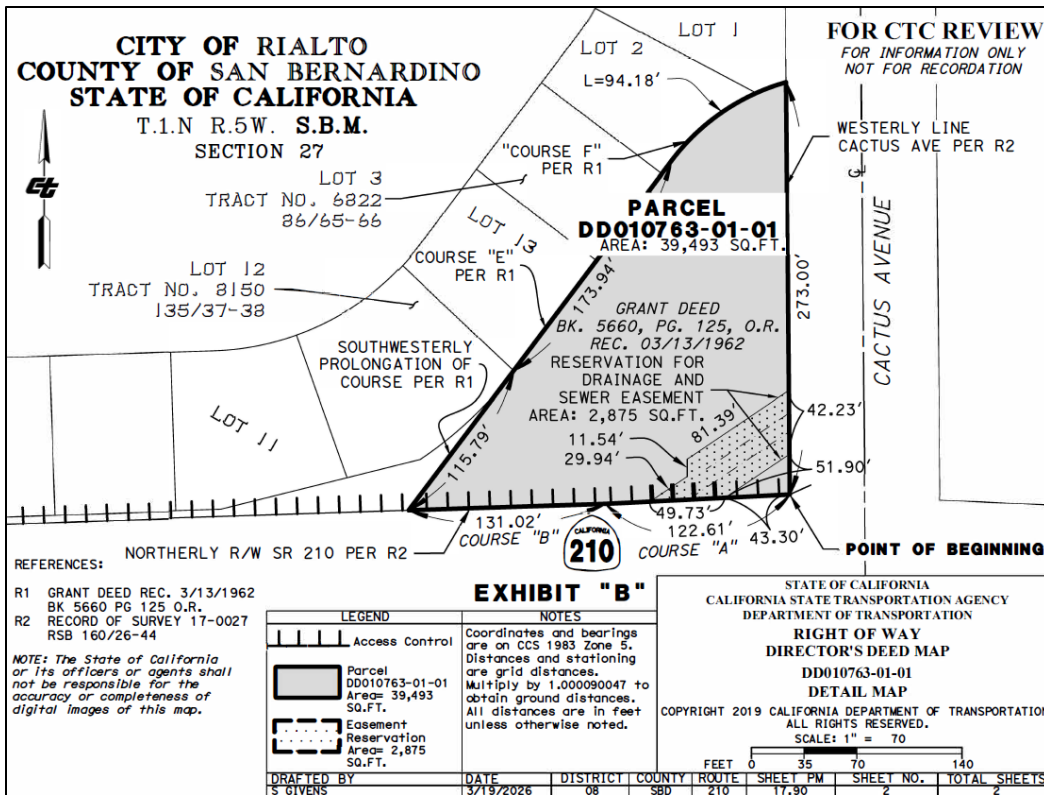 CITY OF RIALTO
COUNTY OF SAN BERNARDINO
STATE OF CALIFORNIA
T.1.N R.5W. S.B.M.
SECTION 27
FOR CTC REVIEW
FOR INFORMATION ONLY
NOT FOR RECORDATION
LOT 1
LOT 2
L=94.18'
WESTERLY LINE
CACTUS AVE PER R2
"COURSE F"
PER R1
LOT 3
TRACT NO. 6822
86/65-66
PARCEL
DD010763-01-01
AREA: 39,493 SQ.FT.
LOT 13
COURSE "E"
PER R1
173.94'
273.00'
CACTUS AVENUE
LOT 12
TRACT NO. 8150
135/37-38
GRANT DEED
BK. 5660, PG. 125, O.R.
REC. 03/13/1962
RESERVATION FOR
DRAINAGE AND
SEWER EASEMENT
AREA: 2,875 SQ.FT.
SOUTHWESTERLY
PROLONGATION OF
COURSE PER R1
LOT 11
115.79'
81.39'
42.23'
11.54'
29.94'
51.90'
49.73'
131.02'
COURSE "B"
122.61'
COURSE "A"
43.30'
CALIFORNIA
210
NORTHERLY R/W SR 210 PER R2
POINT OF BEGINNING
REFERENCES:
R1 GRANT DEED REC. 3/13/1962
BK 5660 PG 125 O.R.
R2 RECORD OF SURVEY 17-0027
RSB 160/26-44
NOTE: The State of California
or its officers or agents shall
not be responsible for the
accuracy or completeness of
digital images of this map.
EXHIBIT "B"
LEGEND
Access Control
Parcel
DD010763-01-01
Area= 39,493
SQ.FT.
Easement
Reservation
Area= 2,875
SQ.FT.
NOTES
Coordinates and bearings
are on CCS 1983 Zone 5.
Distances and stationing
are grid distances.
Multiply by 1.000090047 to
obtain ground distances.
All distances are in feet
unless otherwise noted.
STATE OF CALIFORNIA
CALIFORNIA STATE TRANSPORTATION AGENCY
DEPARTMENT OF TRANSPORTATION
RIGHT OF WAY
DIRECTOR'S DEED MAP
DD010763-01-01
DETAIL MAP
COPYRIGHT 2019 CALIFORNIA DEPARTMENT OF TRANSPORTATION
ALL RIGHTS RESERVED.
SCALE: 1" = 70
FEET 0 35 70 140
DRAFTED BY DATE DISTRICT COUNTY ROUTE SHEET PM SHEET NO. TOTAL SHEETS
S GIVENS 3/19/2026 08 SBD 210 17.90 2 2